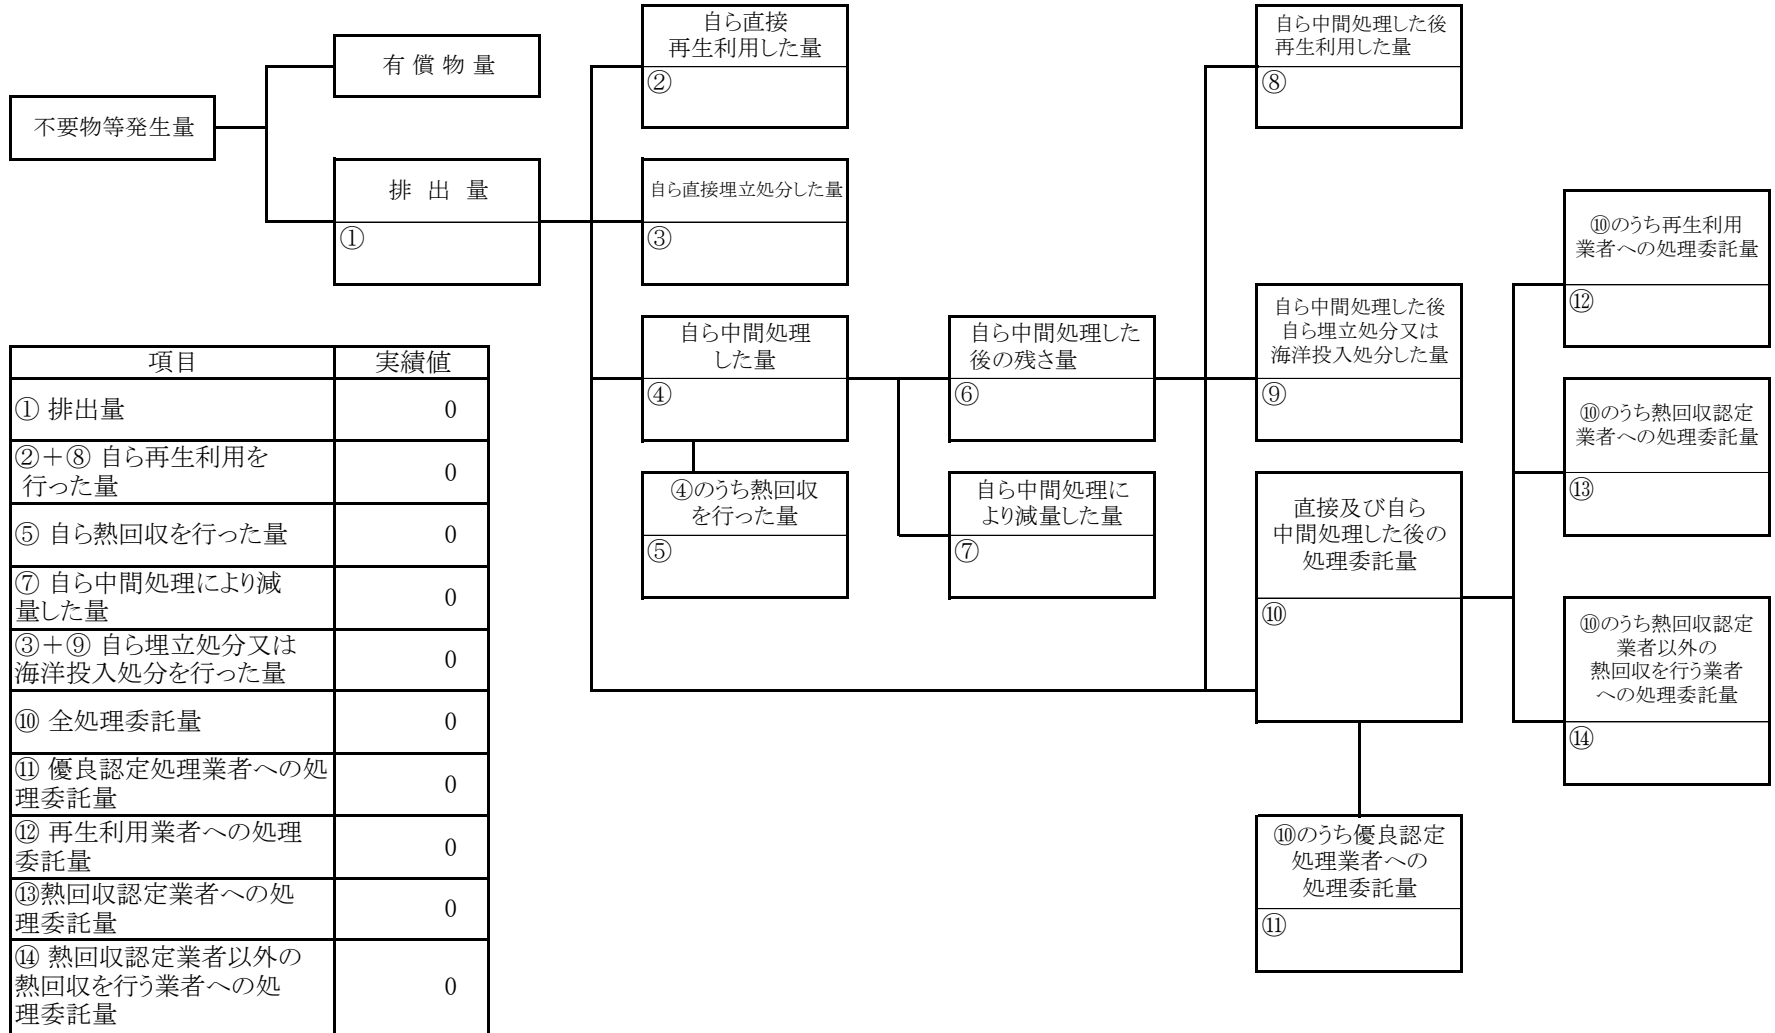 不要物等発生量
有 償 物 量
排 出 量
①
自ら直接
再生利用した量
②
自ら直接埋立処分した量
③
自ら中間処理
した量
④
④のうち熱回収
を行った量
⑤
自ら中間処理した
後の残さ量
⑥
自ら中間処理に
より減量した量
⑦
自ら中間処理した後
再生利用した量
⑧
自ら中間処理した後
自ら埋立処分又は
海洋投入処分した量
⑨
直接及び自ら
中間処理した後の
処理委託量
⑩
⑩のうち優良認定
処理業者への
処理委託量
⑪
⑩のうち再生利用
業者への処理委託量
⑫
⑩のうち熱回収認定
業者への処理委託量
⑬
⑩のうち熱回収認定
業者以外の
熱回収を行う業者
への処理委託量
⑭
項目 実績値
① 排出量 0
②＋⑧ 自ら再生利用を
行った量 0
⑤ 自ら熱回収を行った量 0
⑦ 自ら中間処理により減
量した量 0
③＋⑨ 自ら埋立処分又は
海洋投入処分を行った量 0
⑩ 全処理委託量 0
⑪ 優良認定処理業者への処
理委託量 0
⑫ 再生利用業者への処理
委託量 0
⑬熱回収認定業者への処
理委託量 0
⑭ 熱回収認定業者以外の
熱回収を行う業者への処
理委託量 0